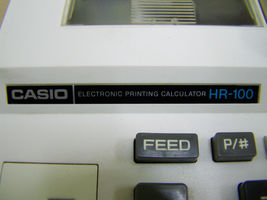 CASIO ELECTRONIC PRINTING CALCULATOR HR-100
FEED P/#